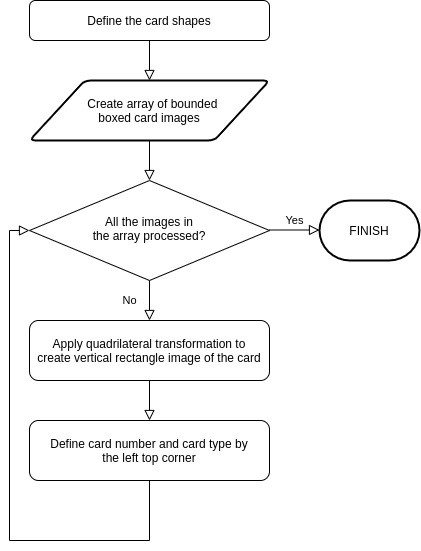 Define the card shapes
Create array of bounded
boxed card images
All the images in
the array processed?
Yes
FINISH
No
Apply quadrilateral transformation to
create vertical rectangle image of the card
Define card number and card type by
the left top corner